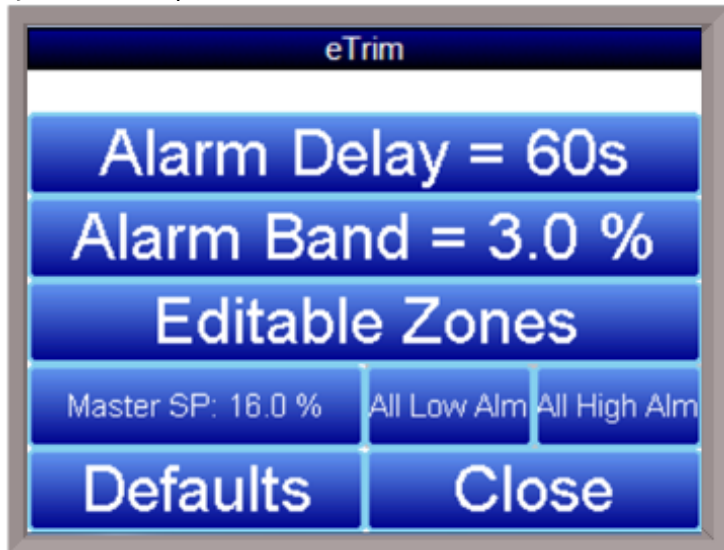 eTrim
Alarm Delay = 60s
Alarm Band = 3.0 %
Editable Zones
Master SP: 16.0 % All Low Alm All High Alm
Defaults Close